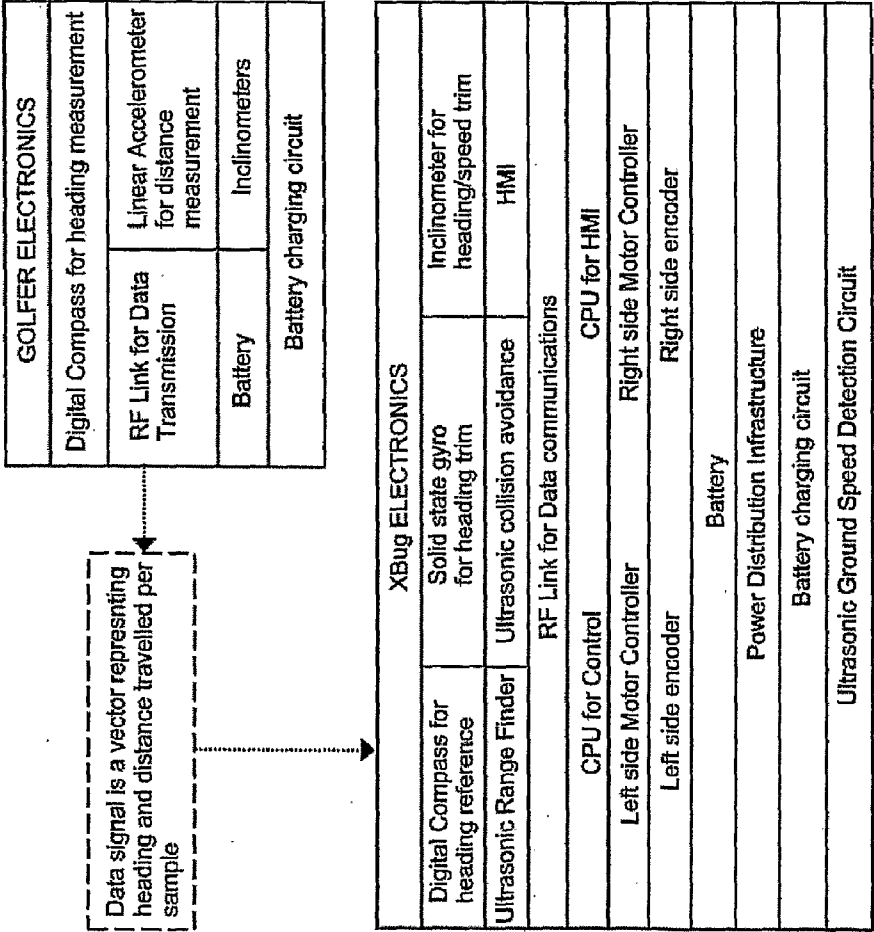 GOLFER ELECTRONICS
Digital Compass for heading measurement
RF Link for Data
Transmission
Linear Accelerometer
for distance
measurement
Battery
Inclinometers
Battery charging circuit
Data signal is a vector represnting
heading and distance travelled per
sample
XBug ELECTRONICS
Digital Compass for
heading reference
Solid state gyro
for heading trim
Inclinometer for
heading/speed trim
Ultrasonic Range Finder
Ultrasonic collision avoidance
HMI
RF Link for Data communications
CPU for Control
CPU for HMI
Left side Motor Controller
Right side Motor Controller
Left side encoder
Right side encoder
Battery
Power Distribution Infrastructure
Battery charging circuit
Ultrasonic Ground Speed Detection Circuit